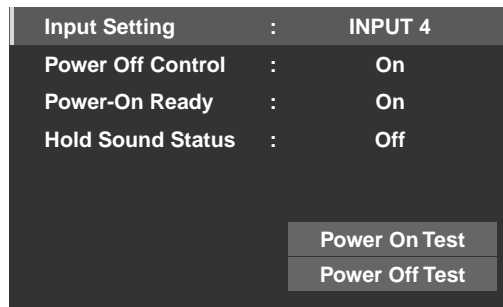 Input Setting : INPUT 4
Power Off Control : On
Power-On Ready : On
Hold Sound Status : Off
Power On Test
Power Off Test